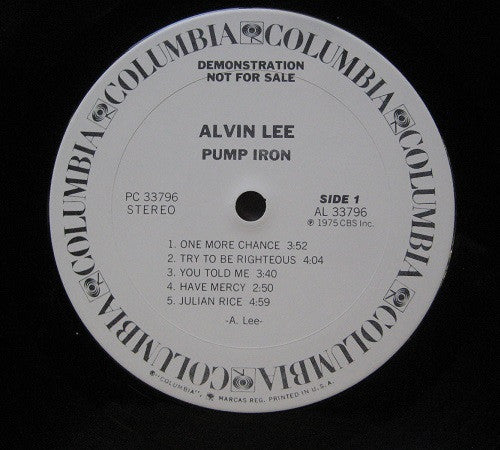 COLUMBIA COLUMBIA COLUMBIA COLUMBIA COLUMBIA COLUMBIA COLUMBIA COLUMBIA
DEMONSTRATION
NOT FOR SALE
ALVIN LEE
PUMP IRON
PC 33796
STEREO
SIDE 1
AL 33796
℗ 1975 CBS Inc.
1. ONE MORE CHANCE 3:52
2. TRY TO BE RIGHTEOUS 4:04
3. YOU TOLD ME 3:40
4. HAVE MERCY 2:50
5. JULIAN RICE 4:59
-A. Lee-
® "COLUMBIA", MARCAS REG. PRINTED IN U.S.A.